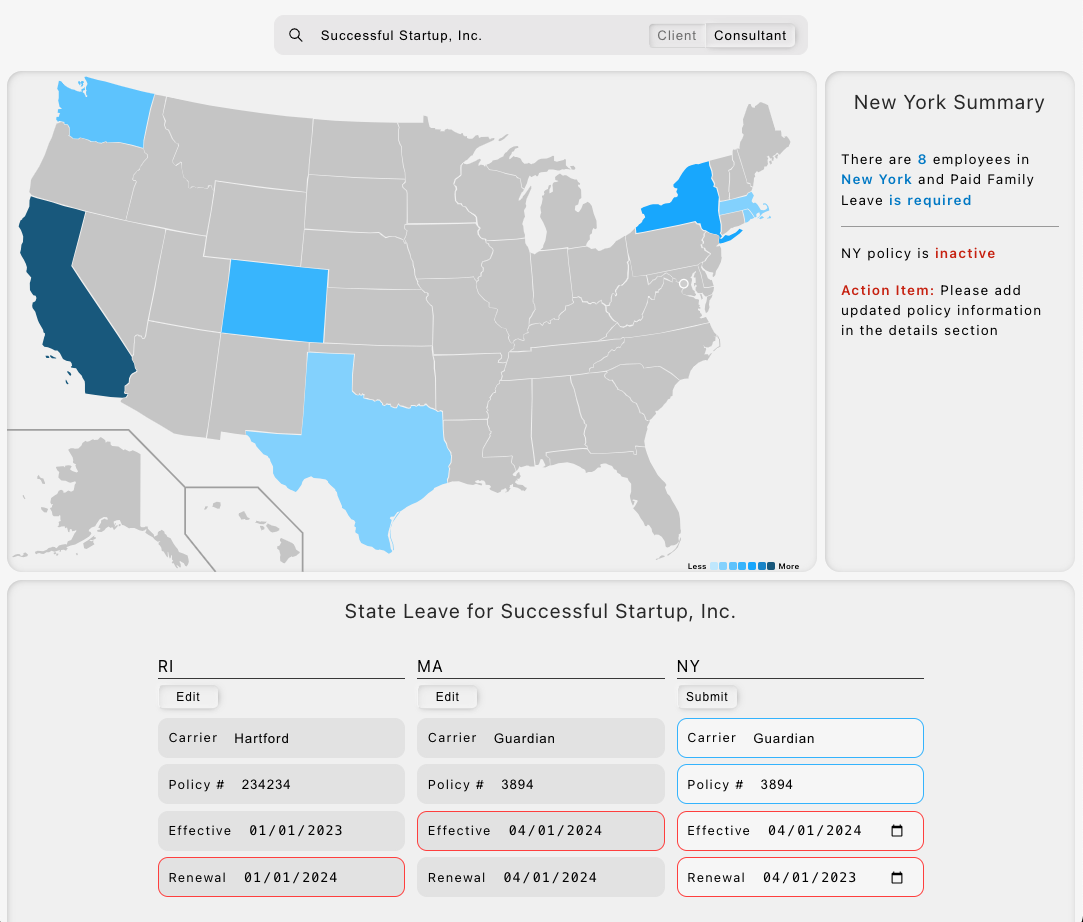 Successful Startup, Inc.
Client Consultant
New York Summary
There are 8 employees in
New York and Paid Family
Leave is required
NY policy is inactive
Action Item: Please add
updated policy information
in the details section
Less More
State Leave for Successful Startup, Inc.
RI
Edit
Carrier Hartford
Policy # 234234
Effective 01/01/2023
Renewal 01/01/2024
MA
Edit
Carrier Guardian
Policy # 3894
Effective 04/01/2024
Renewal 04/01/2024
NY
Submit
Carrier Guardian
Policy # 3894
Effective 04/01/2024
Renewal 04/01/2023